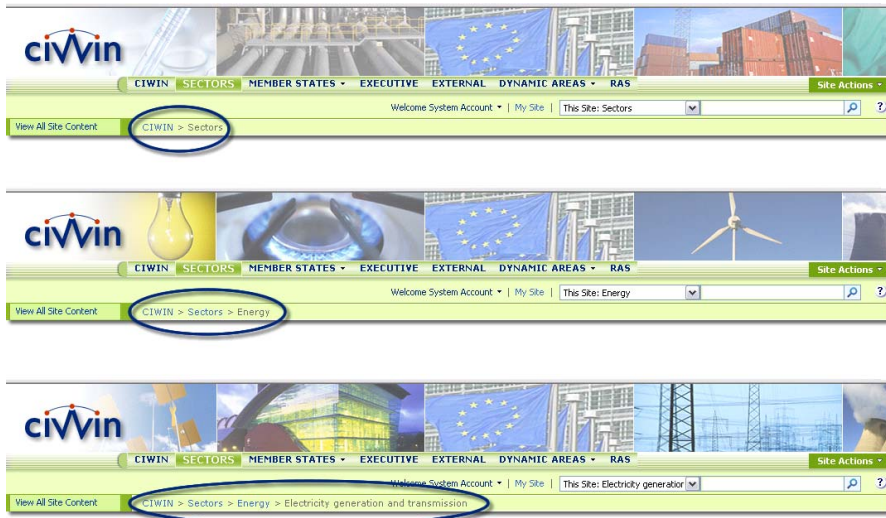 ciwin
CIWIN SECTORS MEMBER STATES EXECUTIVE EXTERNAL DYNAMIC AREAS RAS Site Actions
Welcome System Account | My Site | This Site: Sectors ?
View All Site Content CIWIN > Sectors
ciwin
CIWIN SECTORS MEMBER STATES EXECUTIVE EXTERNAL DYNAMIC AREAS RAS Site Actions
Welcome System Account | My Site | This Site: Energy ?
View All Site Content CIWIN > Sectors > Energy
ciwin
CIWIN SECTORS MEMBER STATES EXECUTIVE EXTERNAL DYNAMIC AREAS RAS Site Actions
Welcome System Account | My Site | This Site: Electricity generation ?
View All Site Content CIWIN > Sectors > Energy > Electricity generation and transmission